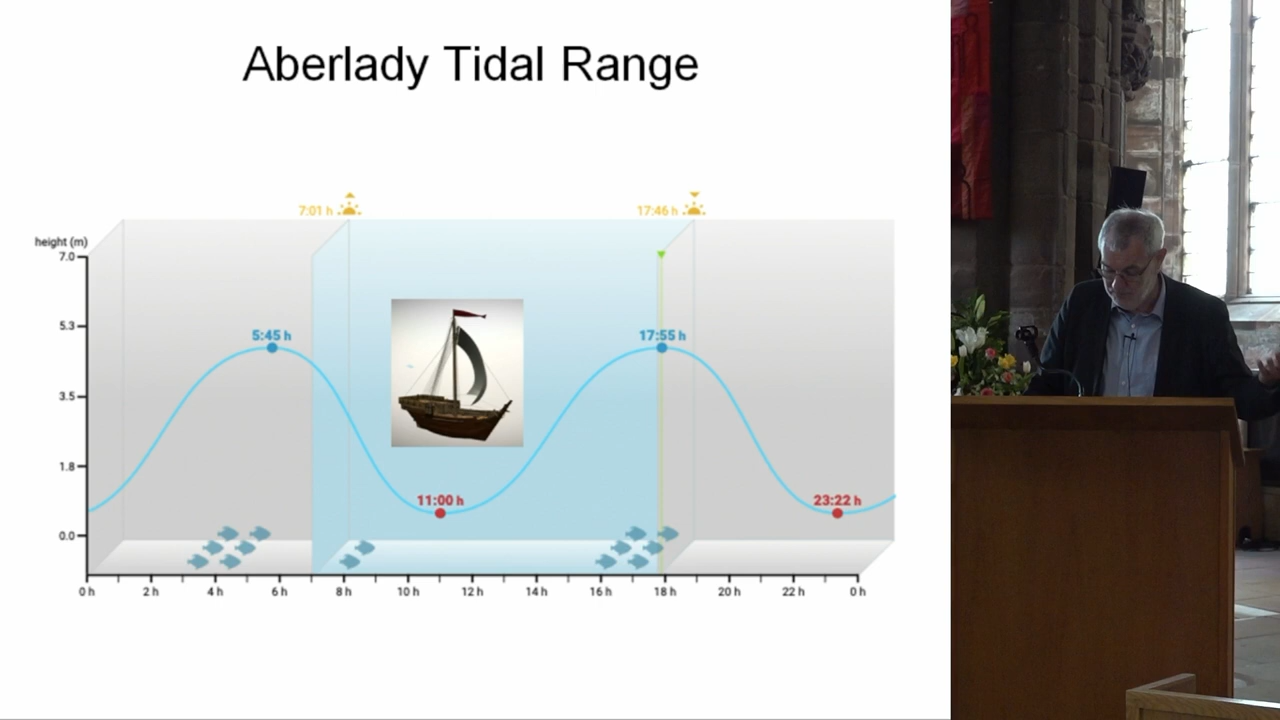 Aberlady Tidal Range
7:01 h
17:46 h
height (m)
7.0
5.3
3.5
1.8
0.0
5:45 h
17:55 h
11:00 h
23:22 h
0 h 2 h 4 h 6 h 8 h 10 h 12 h 14 h 16 h 18 h 20 h 22 h 0 h